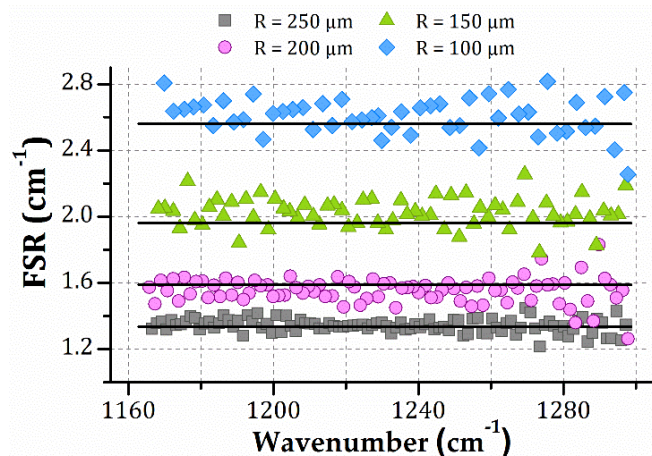 R = 250 μm R = 150 μm
R = 200 μm R = 100 μm
2.8
2.4
2.0
1.6
1.2
FSR (cm⁻¹)
1160 1200 1240 1280
Wavenumber (cm⁻¹)